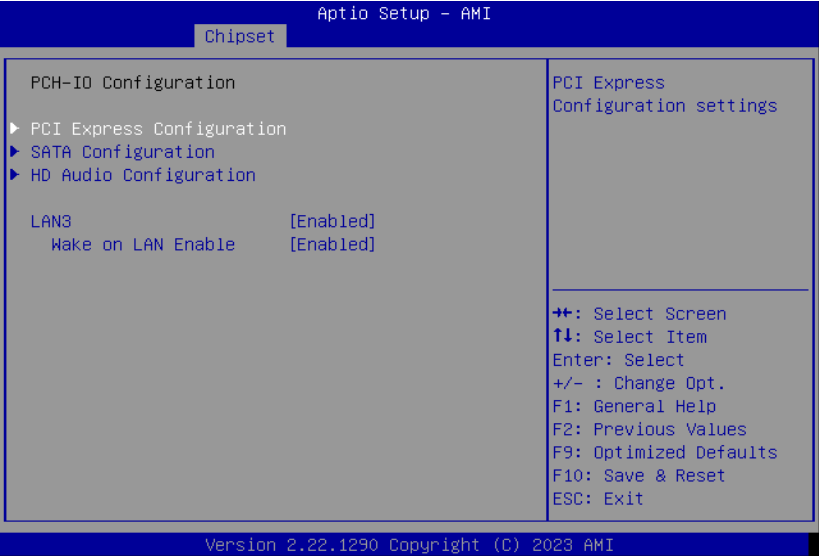 Aptio Setup - AMI
Chipset
PCH-IO Configuration
▶ PCI Express Configuration
▶ SATA Configuration
▶ HD Audio Configuration
LAN3 [Enabled]
Wake on LAN Enable [Enabled]
PCI Express
Configuration settings
→←: Select Screen
↑↓: Select Item
Enter: Select
+/- : Change Opt.
F1: General Help
F2: Previous Values
F9: Optimized Defaults
F10: Save & Reset
ESC: Exit
Version 2.22.1290 Copyright (C) 2023 AMI